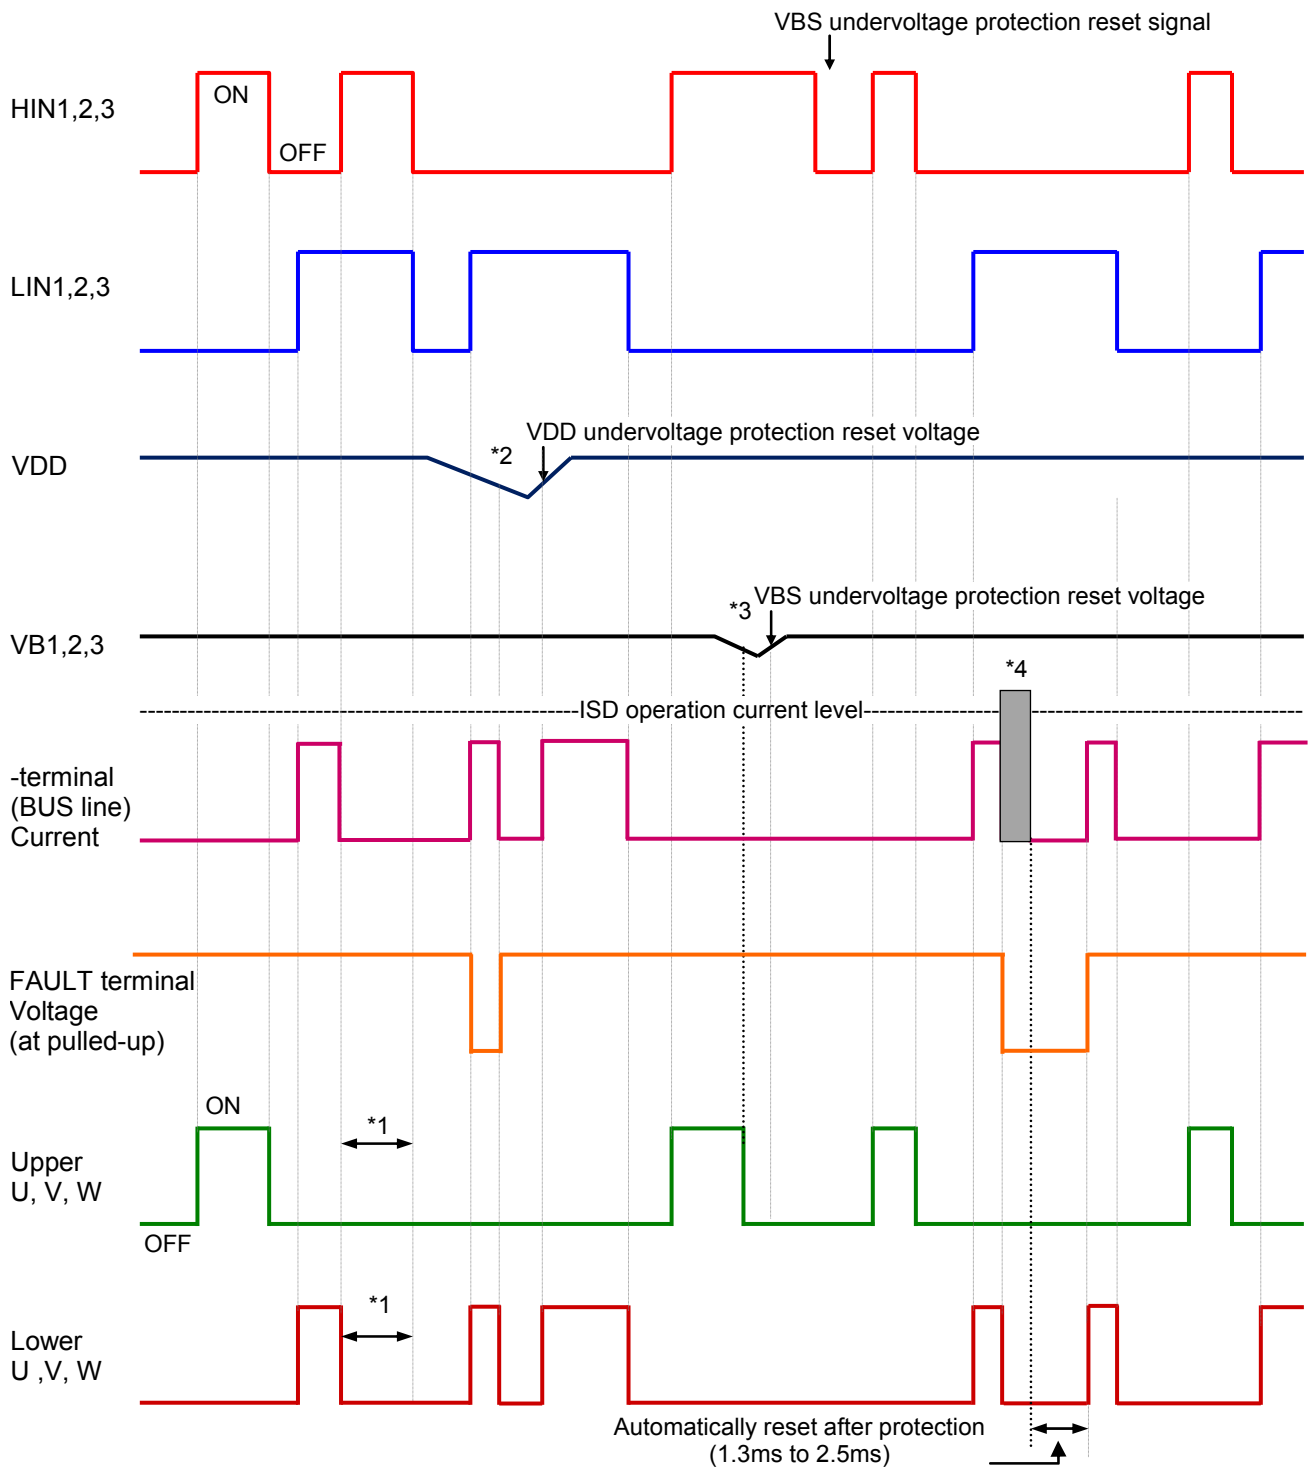 VBS undervoltage protection reset signal
HIN1,2,3
ON
OFF
LIN1,2,3
VDD undervoltage protection reset voltage
*2
VDD
VBS undervoltage protection reset voltage
*3
VB1,2,3
*4
ISD operation current level
-terminal
(BUS line)
Current
FAULT terminal
Voltage
(at pulled-up)
ON
*1
Upper
U, V, W
OFF
*1
Lower
U ,V, W
Automatically reset after protection
(1.3ms to 2.5ms)